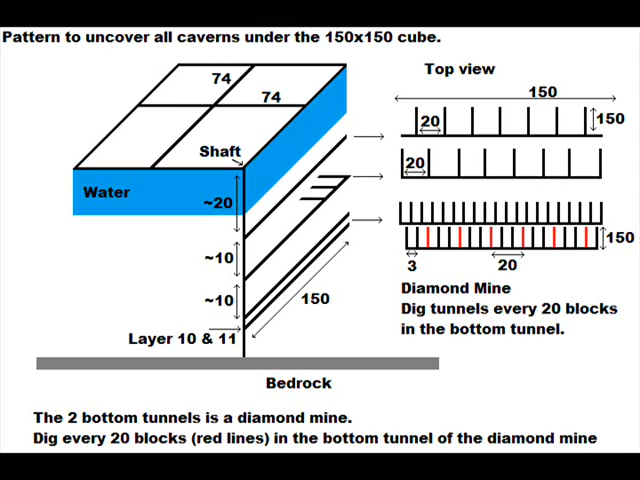 Pattern to uncover all caverns under the 150x150 cube.
74
74
Top view
150
20
150
Shaft
20
Water
~20
~10
150
3
20
~10
150
Diamond Mine
Dig tunnels every 20 blocks
in the bottom tunnel.
Layer 10 & 11
Bedrock
The 2 bottom tunnels is a diamond mine.
Dig every 20 blocks (red lines) in the bottom tunnel of the diamond mine